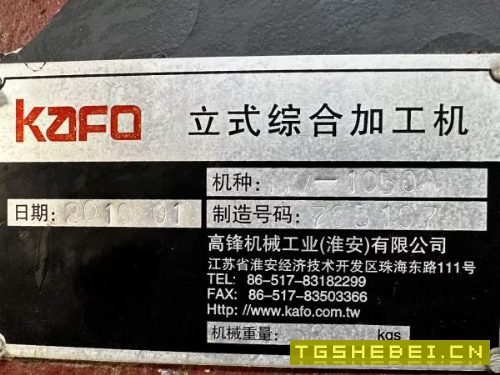 KAFO 立式综合加工机
机种: V-1050A
日期: 2010.01
制造号码:
高锋机械工业(淮安)有限公司
江苏省淮安经济技术开发区珠海东路111号
TEL: 86-517-83182299
FAX: 86-517-83503366
Http: //www.kafo.com.tw
机械重量: kgs
TGSHEBEI.CN